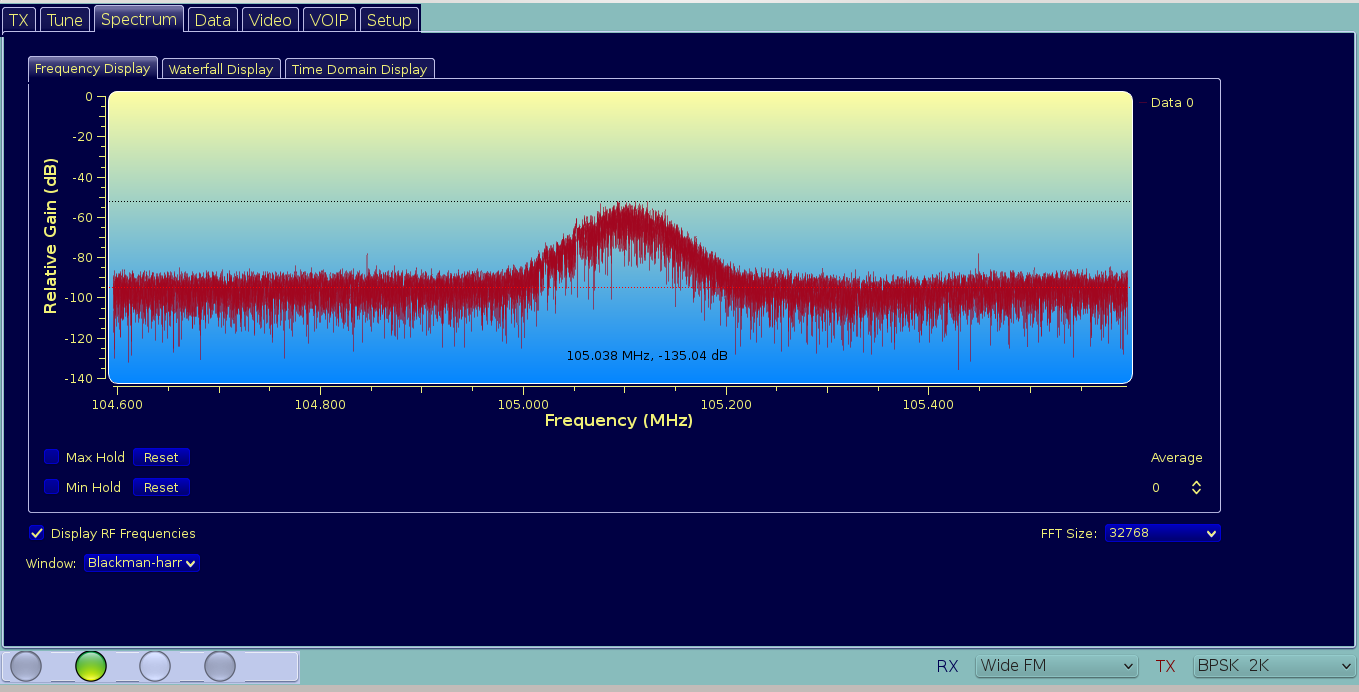 TX Tune Spectrum Data Video VOIP Setup
Frequency Display Waterfall Display Time Domain Display
Data 0
Relative Gain (dB)
0
-20
-40
-60
-80
-100
-120
-140
105.038 MHz, -135.04 dB
104.600 104.800 105.000 105.200 105.400
Frequency (MHz)
Max Hold Reset Average
Min Hold Reset 0
Display RF Frequencies FFT Size: 32768
Window: Blackman-harr
RX Wide FM TX BPSK 2K